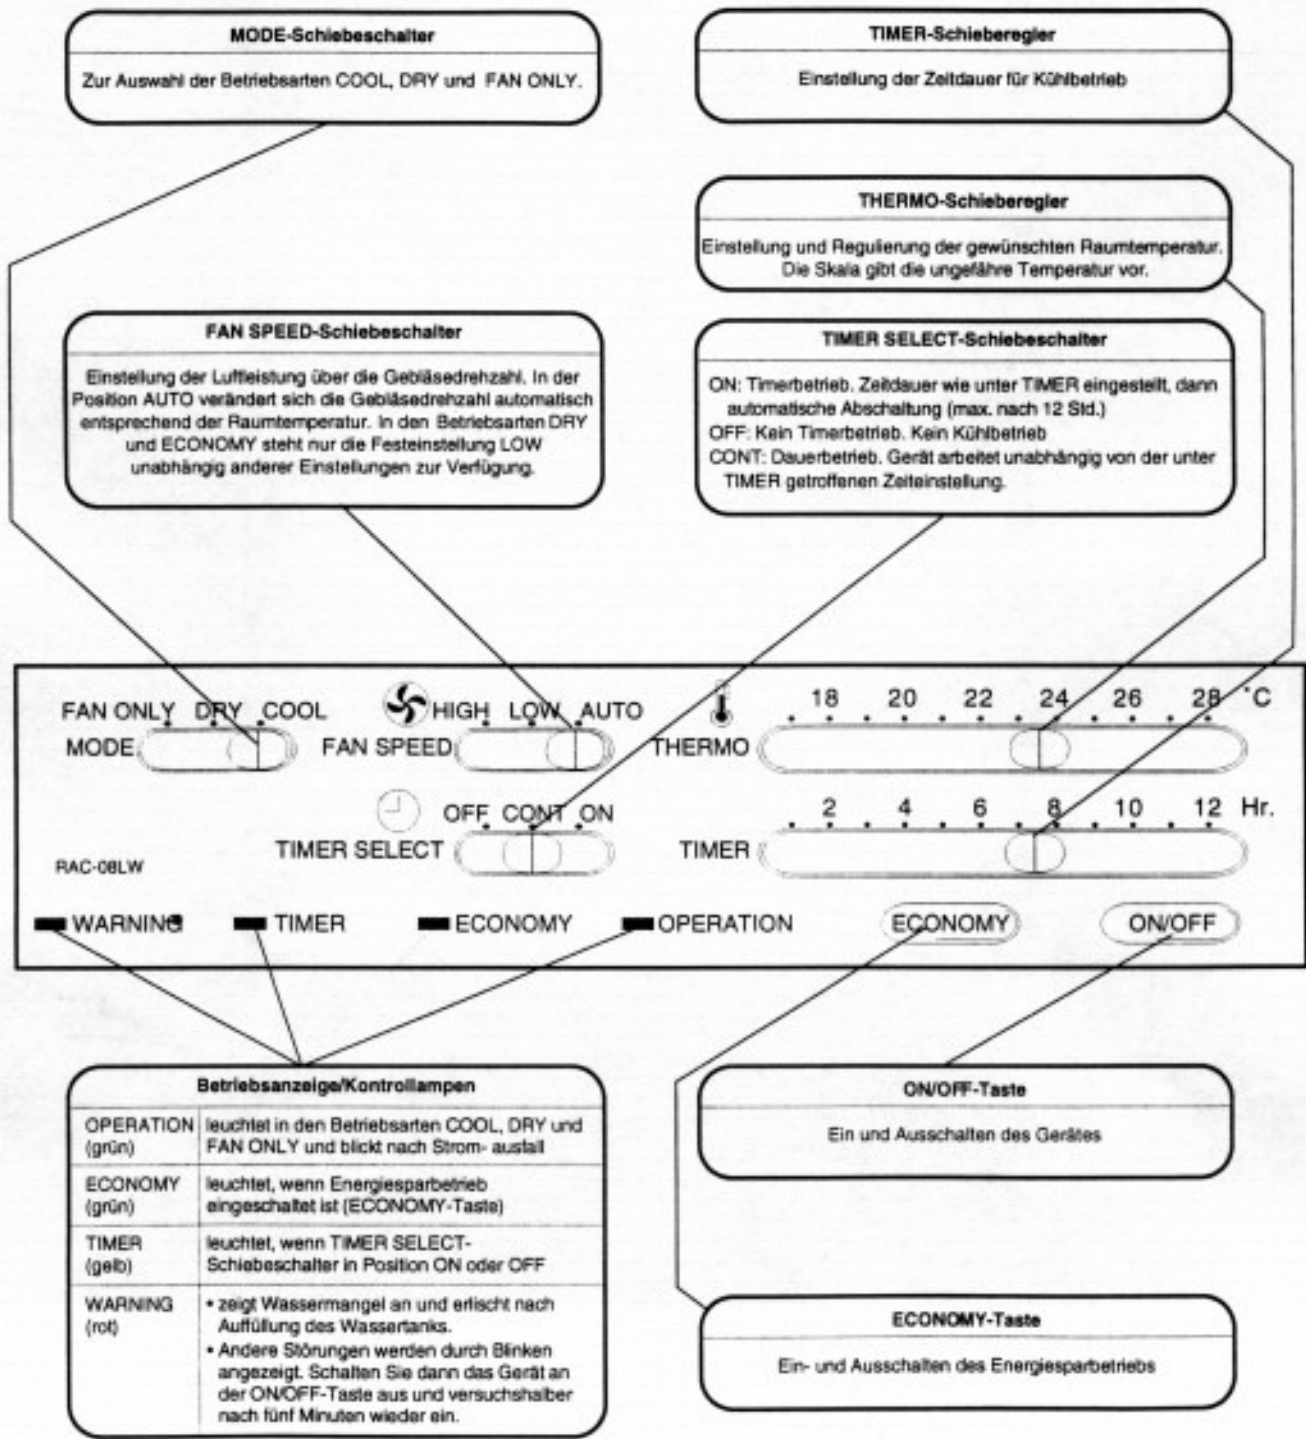 MODE-Schiebeschalter
Zur Auswahl der Betriebsarten COOL, DRY und FAN ONLY.
TIMER-Schieberegler
Einstellung der Zeitdauer für Kühlbetrieb
THERMO-Schieberegler
Einstellung und Regulierung der gewünschten Raumtemperatur.
Die Skala gibt die ungefähre Temperatur vor.
FAN SPEED-Schiebeschalter
Einstellung der Luftleistung über die Gebläsedrehzahl. In der
Position AUTO verändert sich die Gebläsedrehzahl automatisch
entsprechend der Raumtemperatur. In den Betriebsarten DRY
und ECONOMY steht nur die Festeinstellung LOW
unabhängig anderer Einstellungen zur Verfügung.
TIMER SELECT-Schiebeschalter
ON: Timerbetrieb. Zeitdauer wie unter TIMER eingestellt, dann
automatische Abschaltung (max. nach 12 Std.)
OFF: Kein Timerbetrieb. Kein Kühlbetrieb
CONT: Dauerbetrieb. Gerät arbeitet unabhängig von der unter
TIMER getroffenen Zeiteinstellung.
FAN ONLY DRY COOL
MODE
HIGH LOW AUTO
FAN SPEED
18 20 22 24 26 28 °C
THERMO
OFF CONT ON
TIMER SELECT
2 4 6 8 10 12 Hr.
TIMER
RAC-08LW
WARNING TIMER ECONOMY OPERATION ECONOMY ON/OFF
Betriebsanzeige/Kontrollampen
OPERATION (grün) leuchtet in den Betriebsarten COOL, DRY und
FAN ONLY und blickt nach Strom- ausfall
ECONOMY (grün) leuchtet, wenn Energiesparbetrieb
eingeschaltet ist (ECONOMY-Taste)
TIMER (gelb) leuchtet, wenn TIMER SELECT-
Schiebeschalter in Position ON oder OFF
WARNING (rot) • zeigt Wassermangel an und erlischt nach
Auffüllung des Wassertanks.
• Andere Störungen werden durch Blinken
angezeigt. Schalten Sie dann das Gerät an
der ON/OFF-Taste aus und versuchshalber
nach fünf Minuten wieder ein.
ON/OFF-Taste
Ein und Ausschalten des Gerätes
ECONOMY-Taste
Ein- und Ausschalten des Energiesparbetriebs